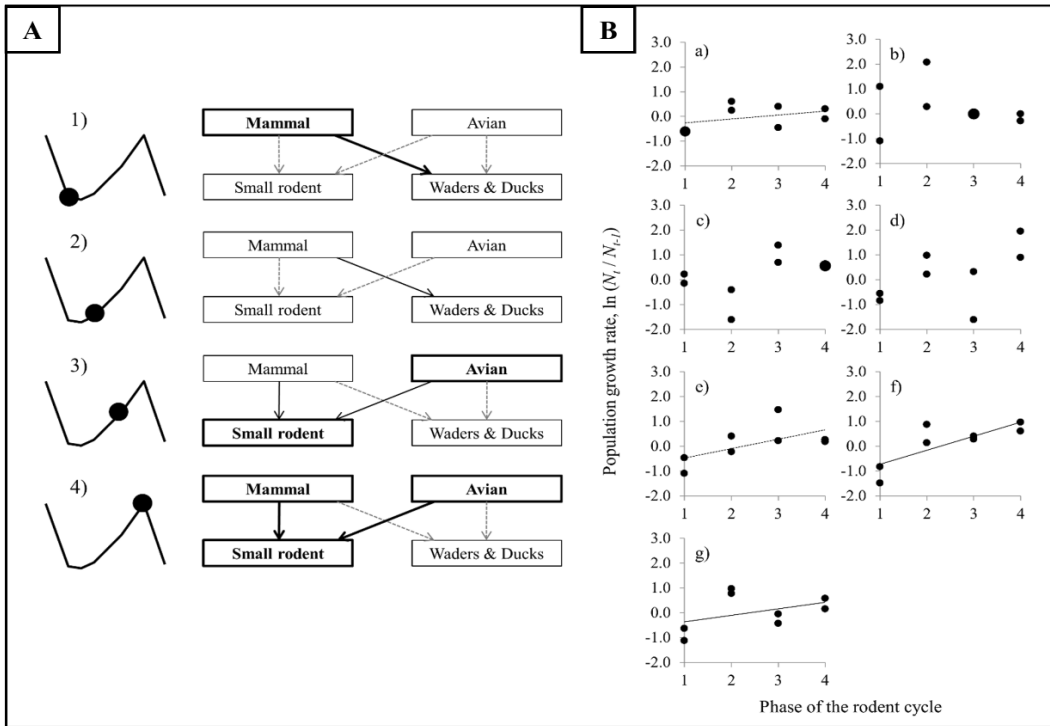 A
1)
Mammal
Avian
Small rodent
Waders & Ducks
2)
Mammal
Avian
Small rodent
Waders & Ducks
3)
Mammal
Avian
Small rodent
Waders & Ducks
4)
Mammal
Avian
Small rodent
Waders & Ducks
B
Population growth rate, ln (Nt / Nt-1)
a)
3.0
2.0
1.0
0.0
-1.0
-2.0
1 2 3 4
b)
3.0
2.0
1.0
0.0
-1.0
-2.0
1 2 3 4
c)
3.0
2.0
1.0
0.0
-1.0
-2.0
1 2 3 4
d)
3.0
2.0
1.0
0.0
-1.0
-2.0
1 2 3 4
e)
3.0
2.0
1.0
0.0
-1.0
-2.0
1 2 3 4
f)
3.0
2.0
1.0
0.0
-1.0
-2.0
1 2 3 4
g)
3.0
2.0
1.0
0.0
-1.0
-2.0
1 2 3 4
Phase of the rodent cycle